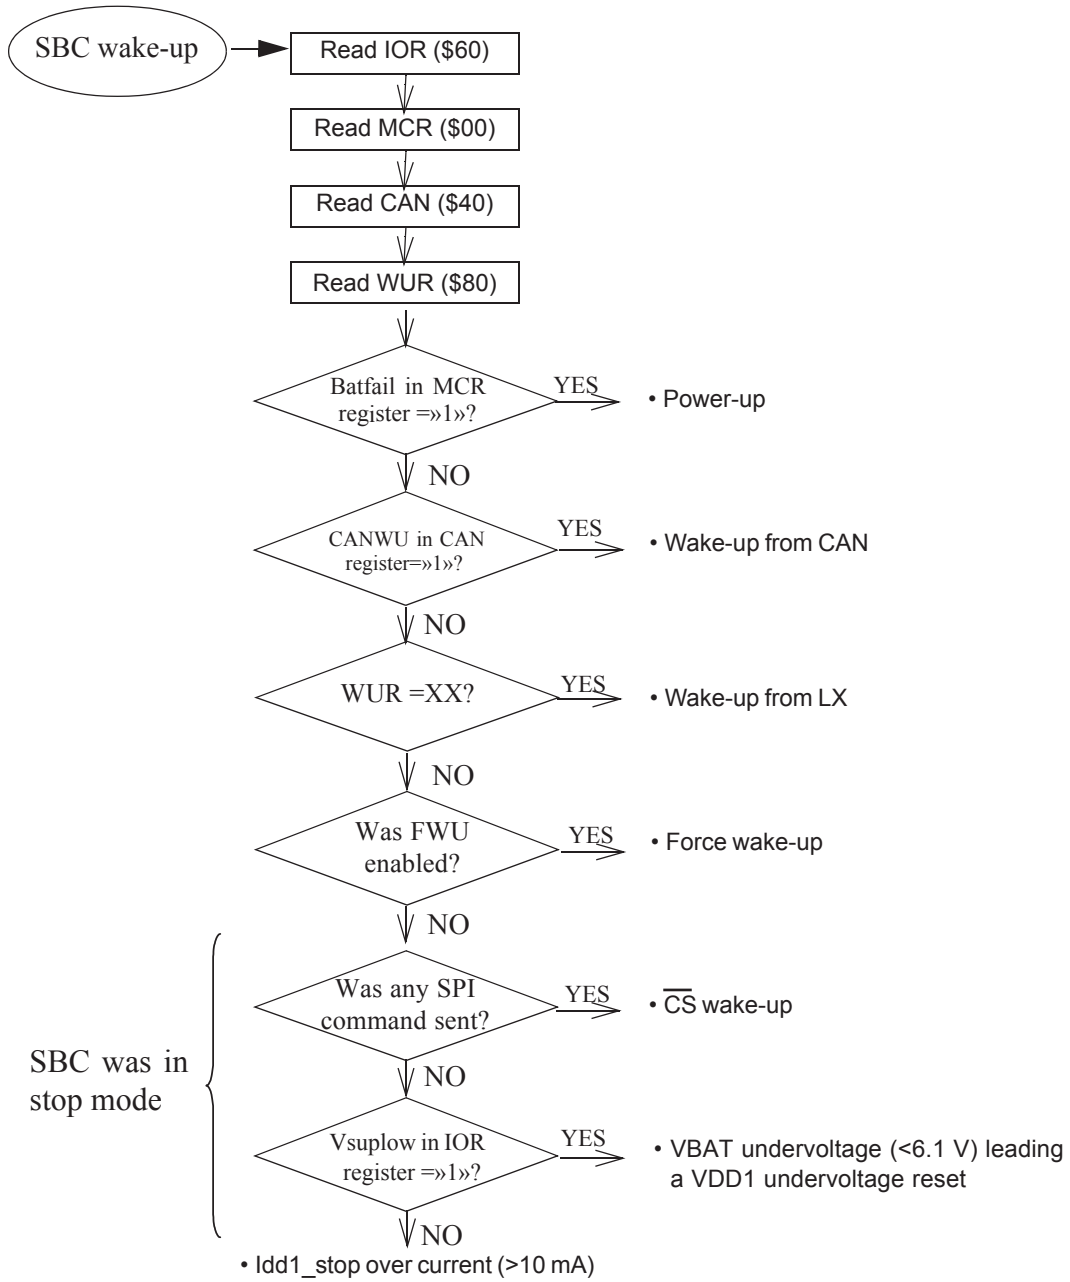 SBC wake-up
Read IOR ($60)
Read MCR ($00)
Read CAN ($40)
Read WUR ($80)
Batfail in MCR
register =»1»?
YES
• Power-up
NO
CANWU in CAN
register=»1»?
YES
• Wake-up from CAN
NO
WUR =XX?
YES
• Wake-up from LX
NO
Was FWU
enabled?
YES
• Force wake-up
NO
SBC was in
stop mode
Was any SPI
command sent?
YES
• C̅S̅ wake-up
NO
Vsuplow in IOR
register =»1»?
YES
• VBAT undervoltage (<6.1 V) leading
a VDD1 undervoltage reset
NO
• Idd1_stop over current (>10 mA)